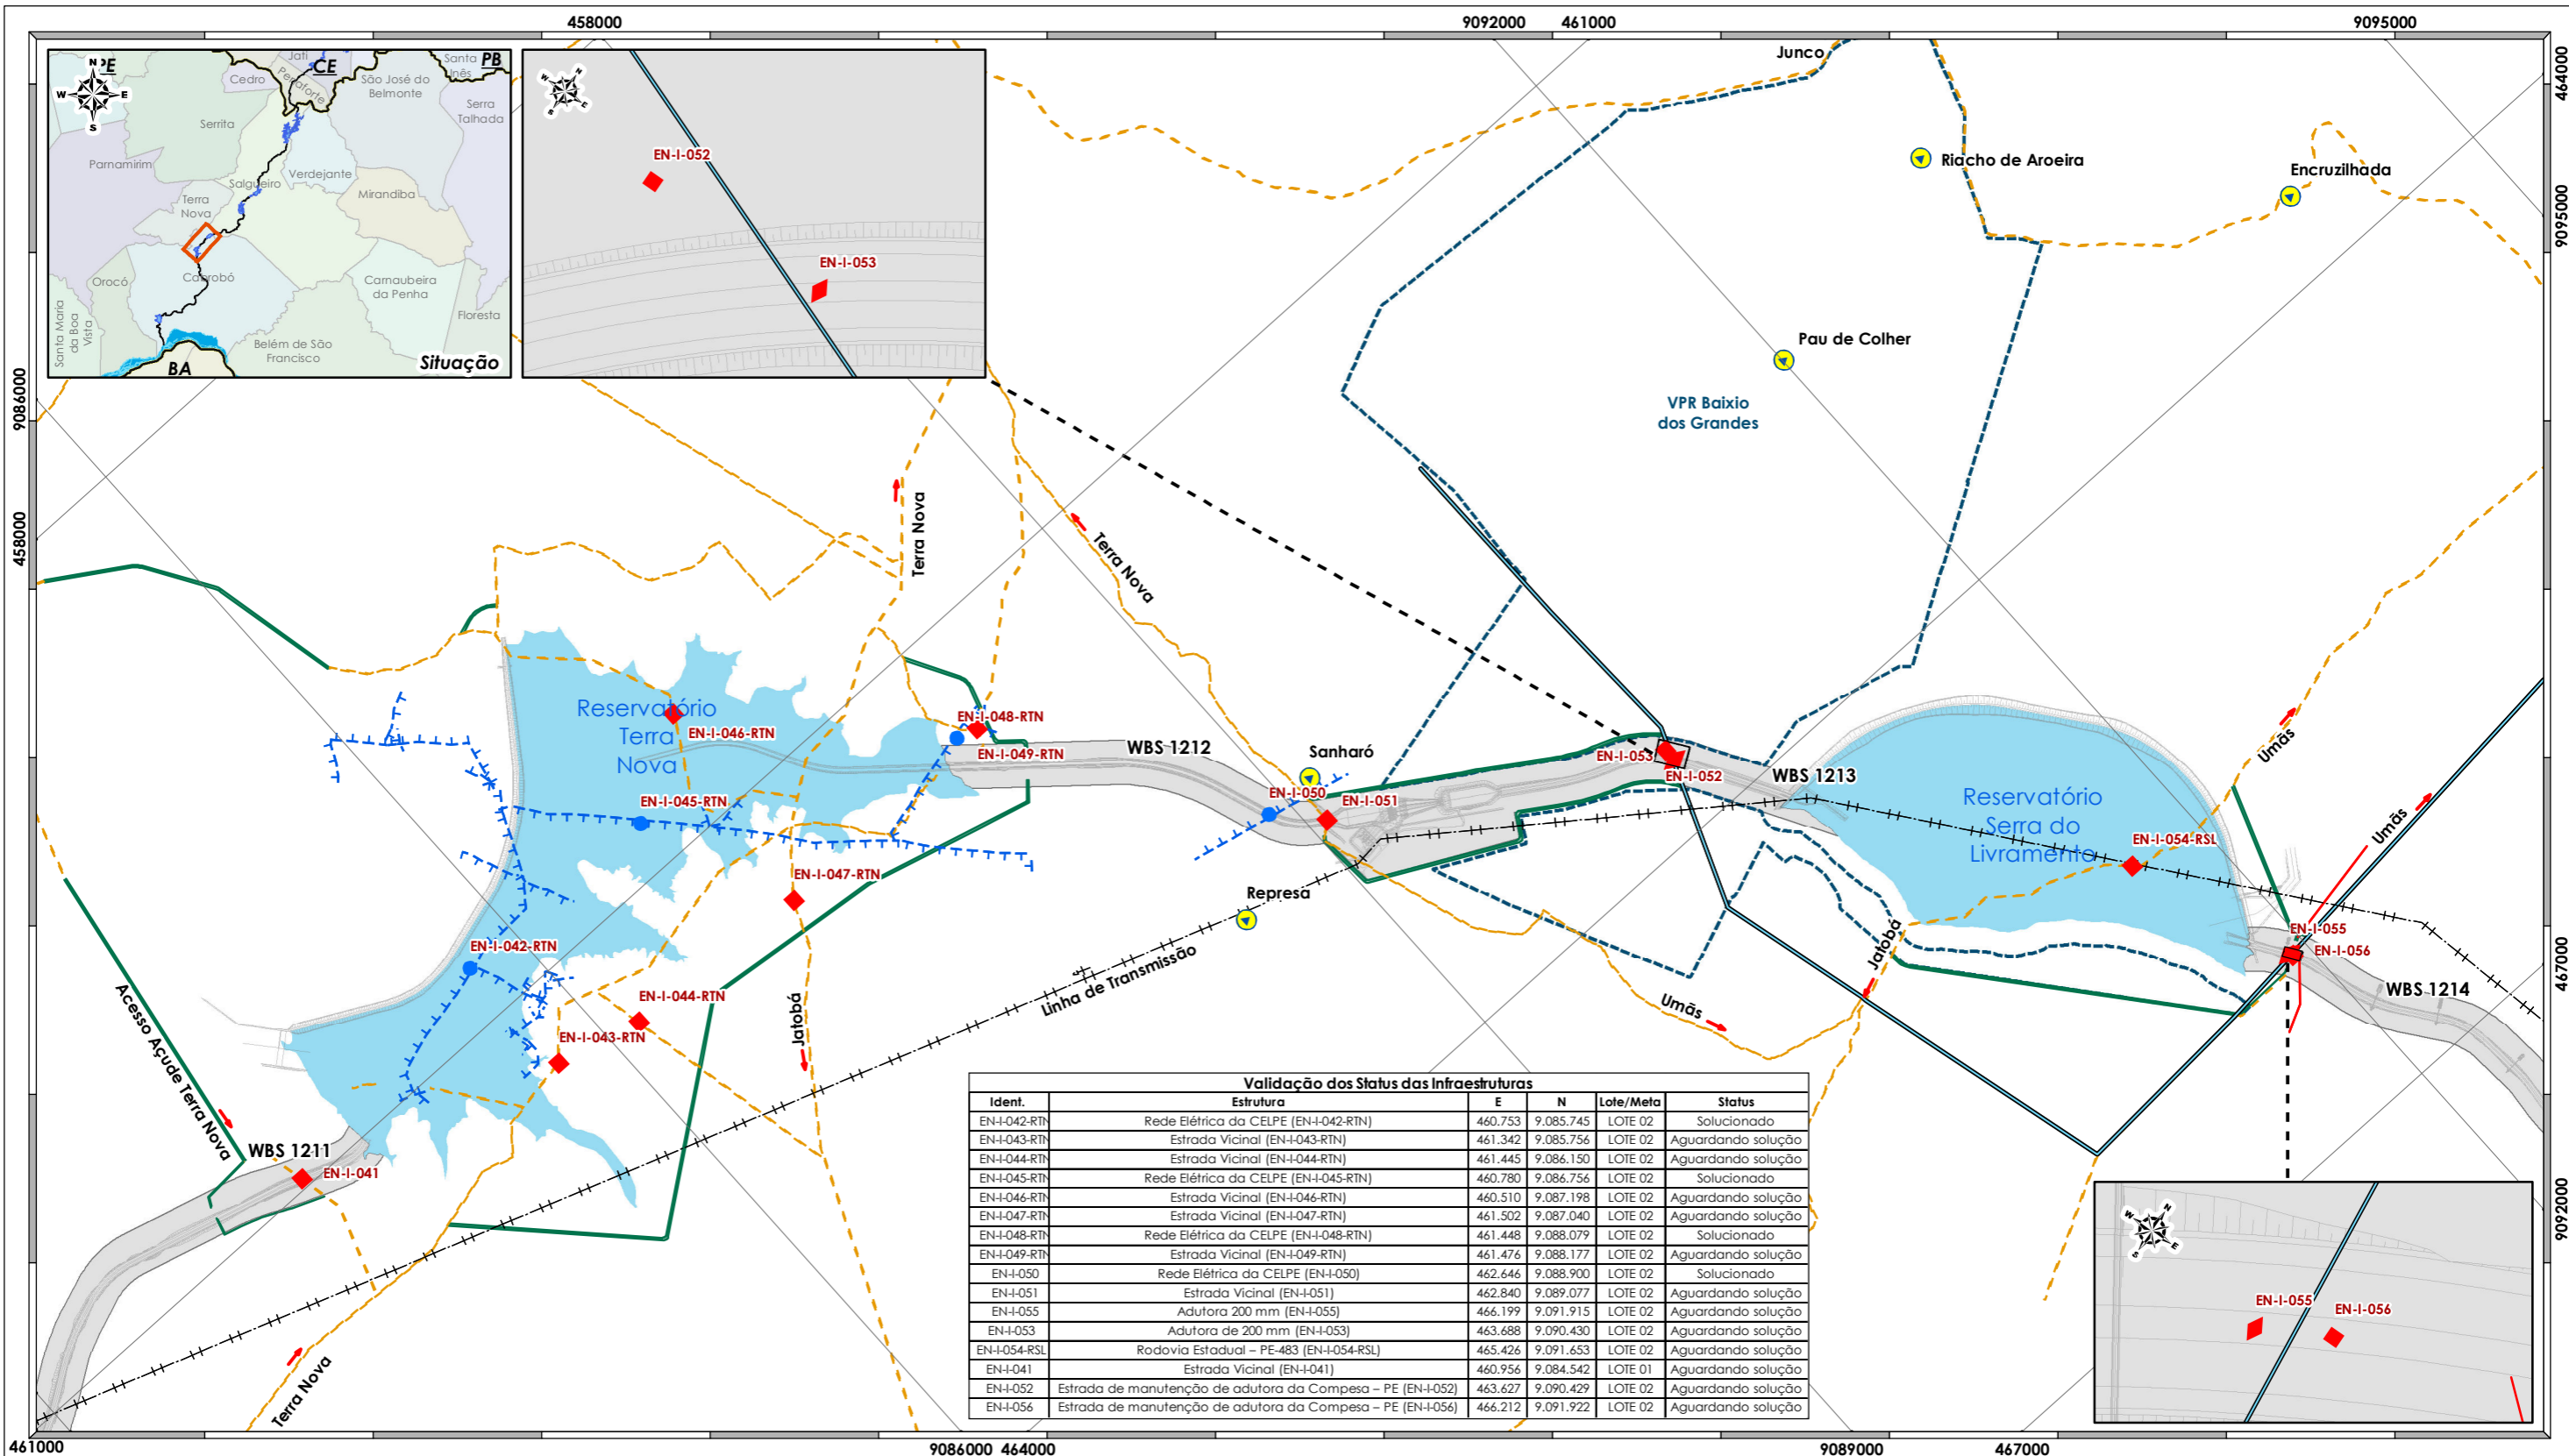 458000
9092000
461000
9095000
464000
9095000
467000
9092000
9086000
458000
461000
9086000
464000
9089000
467000
PE
CE
PB
N
W
E
S
Jati
Penaforte
Cedro
Santa
Inês
São José do
Belmonte
Serra
Talhada
Serrita
Parnamirim
Salgueiro
Verdejante
Mirandiba
Terra
Nova
Cabrobó
Orocó
Carnaubeira
da Penha
Floresta
Santa Maria
da Boa
Vista
Belém de São
Francisco
BA
Situação
N
W
E
S
EN-I-052
EN-I-053
Junco
Riacho de Aroeira
Encruzilhada
Pau de Colher
VPR Baixio
dos Grandes
Terra Nova
Terra Nova
Reservatório
Terra
Nova
EN-I-046-RTN
EN-I-048-RTN
EN-I-049-RTN
WBS 1212
Sanharó
EN-I-045-RTN
EN-I-050
EN-I-051
EN-I-053
EN-I-052
WBS 1213
Reservatório
Serra do
Livramento
EN-I-054-RSL
Umãs
Umãs
EN-I-047-RTN
Represa
EN-I-042-RTN
EN-I-044-RTN
EN-I-043-RTN
Linha de Transmissão
Jatobá
Jatobá
Umãs
EN-I-055
EN-I-056
WBS 1214
Acesso Açude Terra Nova
WBS 1211
EN-I-041
Terra Nova
Validação dos Status das Infraestruturas
Ident. Estrutura E N Lote/Meta Status
EN-I-042-RTN Rede Elétrica da CELPE (EN-I-042-RTN) 460.753 9.085.745 LOTE 02 Solucionado
EN-I-043-RTN Estrada Vicinal (EN-I-043-RTN) 461.342 9.085.756 LOTE 02 Aguardando solução
EN-I-044-RTN Estrada Vicinal (EN-I-044-RTN) 461.445 9.086.150 LOTE 02 Aguardando solução
EN-I-045-RTN Rede Elétrica da CELPE (EN-I-045-RTN) 460.780 9.086.756 LOTE 02 Solucionado
EN-I-046-RTN Estrada Vicinal (EN-I-046-RTN) 460.510 9.087.198 LOTE 02 Aguardando solução
EN-I-047-RTN Estrada Vicinal (EN-I-047-RTN) 461.502 9.087.040 LOTE 02 Aguardando solução
EN-I-048-RTN Rede Elétrica da CELPE (EN-I-048-RTN) 461.448 9.088.079 LOTE 02 Solucionado
EN-I-049-RTN Estrada Vicinal (EN-I-049-RTN) 461.476 9.088.177 LOTE 02 Aguardando solução
EN-I-050 Rede Elétrica da CELPE (EN-I-050) 462.646 9.088.900 LOTE 02 Solucionado
EN-I-051 Estrada Vicinal (EN-I-051) 462.840 9.089.077 LOTE 02 Aguardando solução
EN-I-055 Adutora 200 mm (EN-I-055) 466.199 9.091.915 LOTE 02 Aguardando solução
EN-I-053 Adutora de 200 mm (EN-I-053) 463.688 9.090.430 LOTE 02 Aguardando solução
EN-I-054-RSL Rodovia Estadual – PE-483 (EN-I-054-RSL) 465.426 9.091.653 LOTE 02 Aguardando solução
EN-I-041 Estrada Vicinal (EN-I-041) 460.956 9.084.542 LOTE 01 Aguardando solução
EN-I-052 Estrada de manutenção de adutora da Compesa – PE (EN-I-052) 463.627 9.090.429 LOTE 02 Aguardando solução
EN-I-056 Estrada de manutenção de adutora da Compesa – PE (EN-I-056) 466.212 9.091.922 LOTE 02 Aguardando solução
N
W
E
S
EN-I-055
EN-I-056